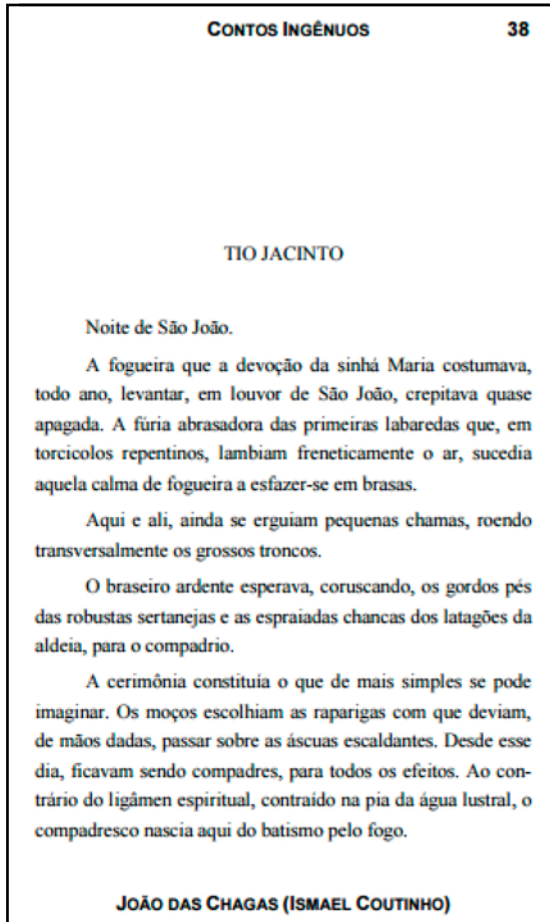 CONTOS INGÊNUOS 38
TIO JACINTO
Noite de São João.
A fogueira que a devoção da sinhá Maria costumava,
todo ano, levantar, em louvor de São João, crepitava quase
apagada. A fúria abrasadora das primeiras labaredas que, em
torcicolos repentinos, lambiam freneticamente o ar, sucedia
aquela calma de fogueira a esfazer-se em brasas.
Aqui e ali, ainda se erguiam pequenas chamas, roendo
transversalmente os grossos troncos.
O braseiro ardente esperava, coruscando, os gordos pés
das robustas sertanejas e as espraiadas chancas dos latagões da
aldeia, para o compadrio.
A cerimônia constituía o que de mais simples se pode
imaginar. Os moços escolhiam as raparigas com que deviam,
de mãos dadas, passar sobre as áscuas escaldantes. Desde esse
dia, ficavam sendo compadres, para todos os efeitos. Ao con-
trário do ligâmen espiritual, contraído na pia da água lustral, o
compadresco nascia aqui do batismo pelo fogo.
JOÃO DAS CHAGAS (ISMAEL COUTINHO)